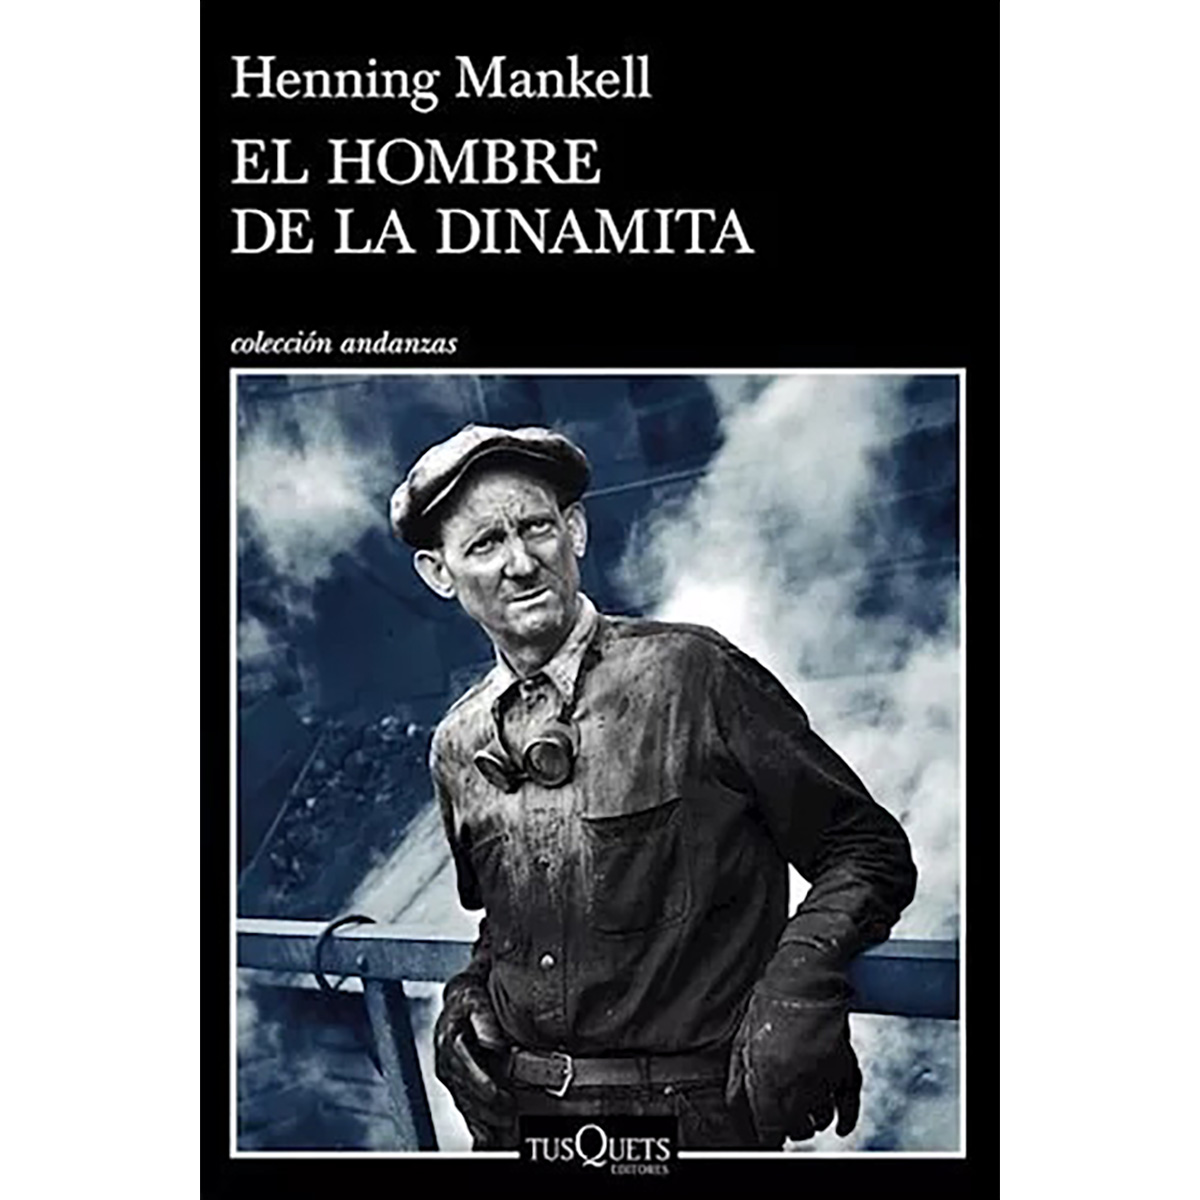 Henning Mankell
EL HOMBRE
DE LA DINAMITA
colección andanzas
TUSQUETS
EDITORES